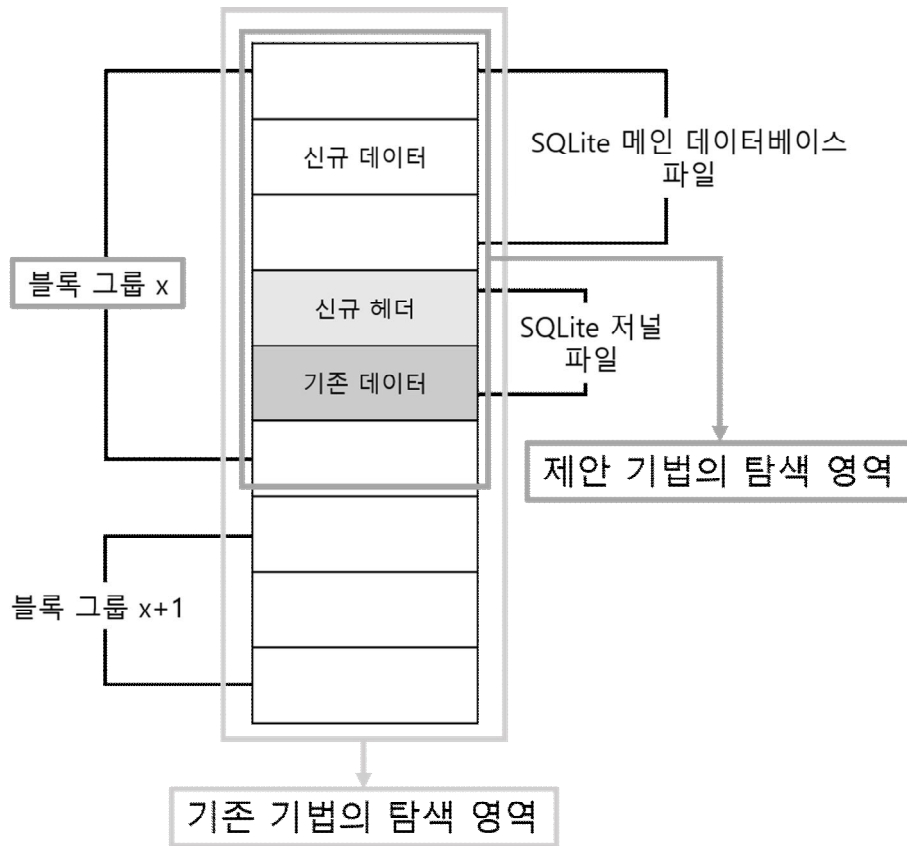 신규 데이터
SQLite 메인 데이터베이스
파일
블록 그룹 x
신규 헤더
기존 데이터
SQLite 저널
파일
제안 기법의 탐색 영역
블록 그룹 x+1
기존 기법의 탐색 영역